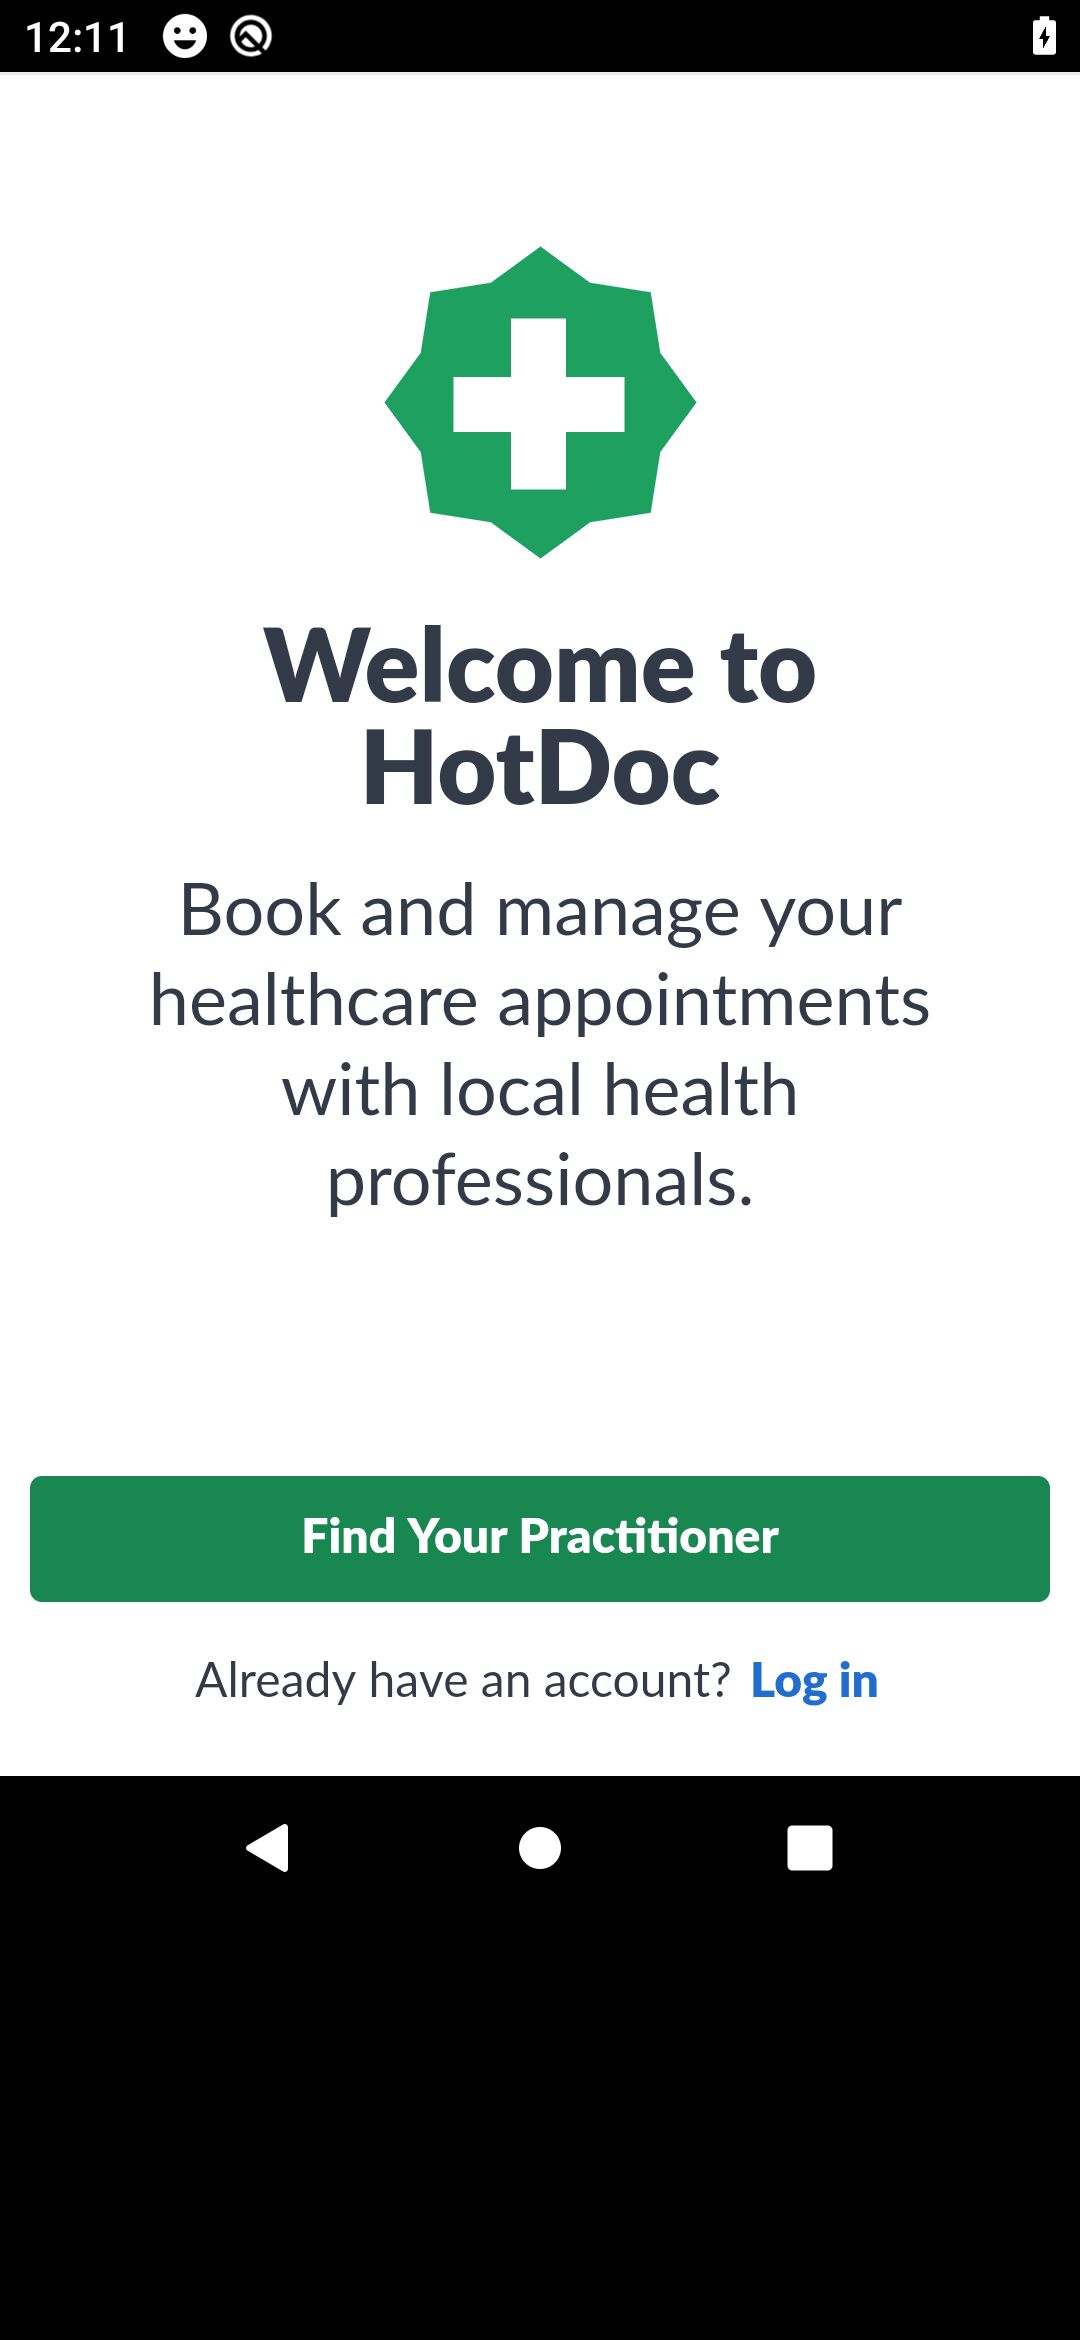 12:11
Welcome to
HotDoc
Book and manage your
healthcare appointments
with local health
professionals.
Find Your Practitioner
Already have an account? Log in